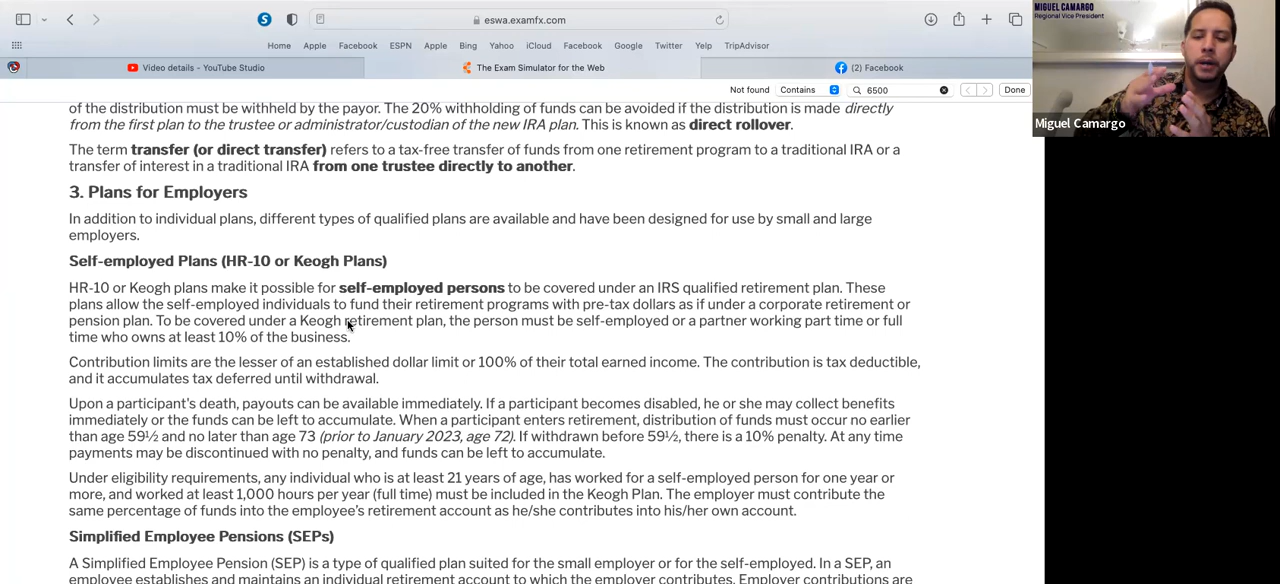 eswa.examfx.com
Home Apple Facebook ESPN Apple Bing Yahoo iCloud Facebook Google Twitter Yelp TripAdvisor
Video details - YouTube Studio
The Exam Simulator for the Web
(2) Facebook
Not found Contains 6500 Done
of the distribution must be withheld by the payor. The 20% withholding of funds can be avoided if the distribution is made directly
from the first plan to the trustee or administrator/custodian of the new IRA plan. This is known as direct rollover.
The term transfer (or direct transfer) refers to a tax-free transfer of funds from one retirement program to a traditional IRA or a
transfer of interest in a traditional IRA from one trustee directly to another.
3. Plans for Employers
In addition to individual plans, different types of qualified plans are available and have been designed for use by small and large
employers.
Self-employed Plans (HR-10 or Keogh Plans)
HR-10 or Keogh plans make it possible for self-employed persons to be covered under an IRS qualified retirement plan. These
plans allow the self-employed individuals to fund their retirement programs with pre-tax dollars as if under a corporate retirement or
pension plan. To be covered under a Keogh retirement plan, the person must be self-employed or a partner working part time or full
time who owns at least 10% of the business.
Contribution limits are the lesser of an established dollar limit or 100% of their total earned income. The contribution is tax deductible,
and it accumulates tax deferred until withdrawal.
Upon a participant's death, payouts can be available immediately. If a participant becomes disabled, he or she may collect benefits
immediately or the funds can be left to accumulate. When a participant enters retirement, distribution of funds must occur no earlier
than age 59½ and no later than age 73 (prior to January 2023, age 72). If withdrawn before 59½, there is a 10% penalty. At any time
payments may be discontinued with no penalty, and funds can be left to accumulate.
Under eligibility requirements, any individual who is at least 21 years of age, has worked for a self-employed person for one year or
more, and worked at least 1,000 hours per year (full time) must be included in the Keogh Plan. The employer must contribute the
same percentage of funds into the employee's retirement account as he/she contributes into his/her own account.
Simplified Employee Pensions (SEPs)
A Simplified Employee Pension (SEP) is a type of qualified plan suited for the small employer or for the self-employed. In a SEP, an
employee establishes and maintains an individual retirement account to which the employer contributes. Employer contributions are
MIGUEL CAMARGO
Regional Vice President
Miguel Camargo